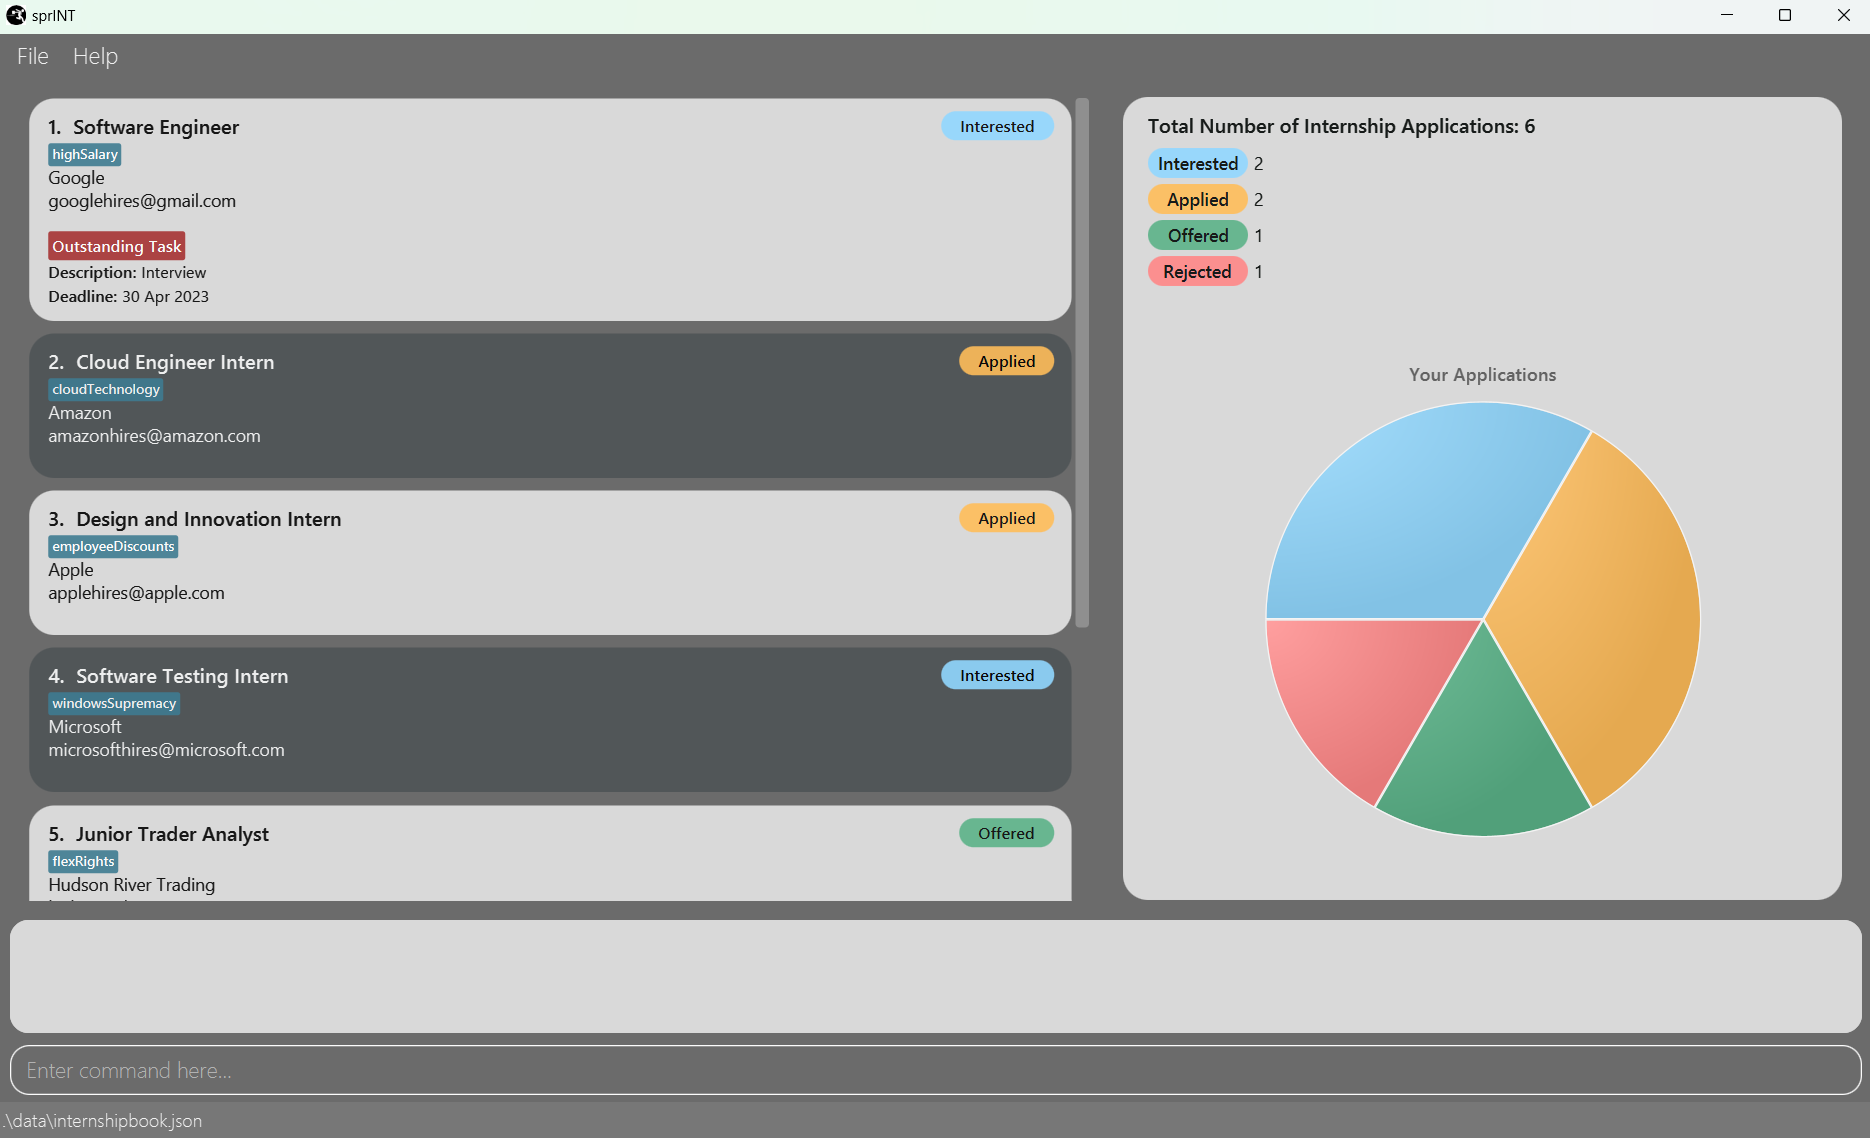 sprINT
File Help
1. Software Engineer
Interested
highSalary
Google
googlehires@gmail.com
Outstanding Task
Description: Interview
Deadline: 30 Apr 2023
2. Cloud Engineer Intern
Applied
cloudTechnology
Amazon
amazonhires@amazon.com
3. Design and Innovation Intern
Applied
employeeDiscounts
Apple
applehires@apple.com
4. Software Testing Intern
Interested
windowsSupremacy
Microsoft
microsofthires@microsoft.com
5. Junior Trader Analyst
Offered
flexRights
Hudson River Trading
Total Number of Internship Applications: 6
Interested 2
Applied 2
Offered 1
Rejected 1
Your Applications
Enter command here...
.\data\internshipbook.json